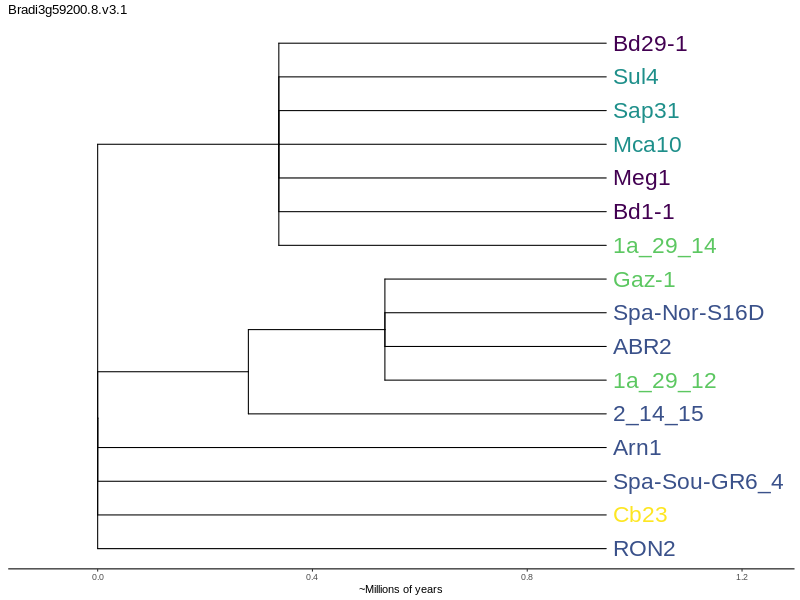 Bradi3g59200.8.v3.1
Bd29-1
Sul4
Sap31
Mca10
Meg1
Bd1-1
1a_29_14
Gaz-1
Spa-Nor-S16D
ABR2
1a_29_12
2_14_15
Arn1
Spa-Sou-GR6_4
Cb23
RON2
0.0 0.4 0.8 1.2
~Millions of years